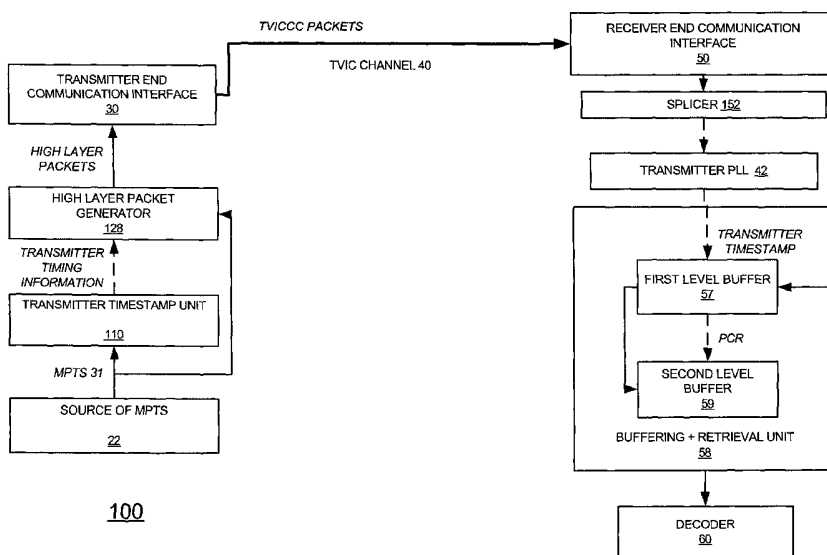 TVICCC PACKETS
TVIC CHANNEL 40
TRANSMITTER END
COMMUNICATION INTERFACE
30
HIGH LAYER
PACKETS
HIGH LAYER PACKET
GENERATOR
128
TRANSMITTER
TIMING
INFORMATION
TRANSMITTER TIMESTAMP UNIT
110
MPTS 31
SOURCE OF MPTS
22
100
RECEIVER END COMMUNICATION
INTERFACE
50
SPLICER 152
TRANSMITTER PLL 42
TRANSMITTER
TIMESTAMP
FIRST LEVEL BUFFER
57
PCR
SECOND LEVEL
BUFFER
59
BUFFERING + RETRIEVAL UNIT
58
DECODER
60